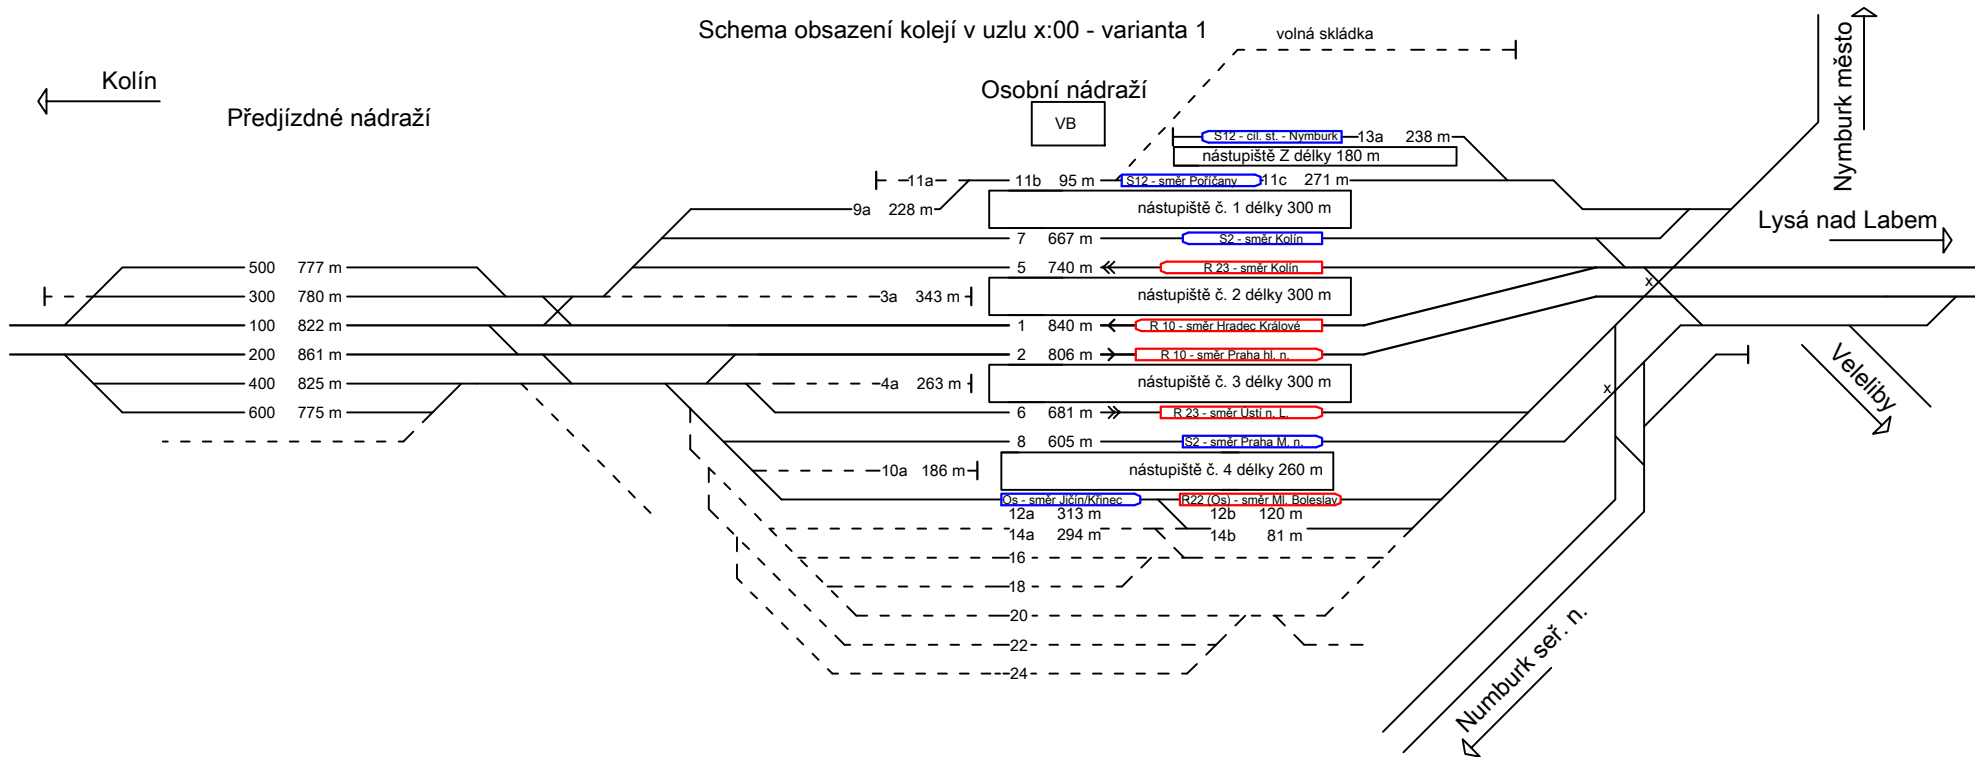 Schema obsazení kolejí v uzlu x:00 - varianta 1
volná skládka
Nymburk město
Kolín
Předjízdné nádraží
Osobní nádraží
VB
S12 - cíl. st. - Nymburk
13a 238 m
nástupiště Z délky 180 m
11a
11b 95 m
S12 - směr Poříčany
11c 271 m
9a 228 m
nástupiště č. 1 délky 300 m
Lysá nad Labem
7 667 m
S2 - směr Kolín
500 777 m
5 740 m
R 23 - směr Kolín
300 780 m
3a 343 m
nástupiště č. 2 délky 300 m
x
100 822 m
1 840 m
R 10 - směr Hradec Králové
200 861 m
2 806 m
R 10 - směr Praha hl. n.
Veleliby
400 825 m
4a 263 m
nástupiště č. 3 délky 300 m
x
600 775 m
6 681 m
R 23 - směr Ústí n. L.
8 605 m
S2 - směr Praha M. n.
10a 186 m
nástupiště č. 4 délky 260 m
Os - směr Jičín/Křinec
R22 (Os) - směr Ml. Boleslav
12a 313 m
12b 120 m
14a 294 m
14b 81 m
16
18
20
22
24
Numburk seř. n.